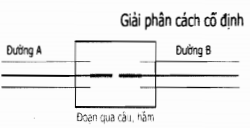 Giải phân cách cố định
Đường A
Đường B
Đoạn qua cầu, hầm